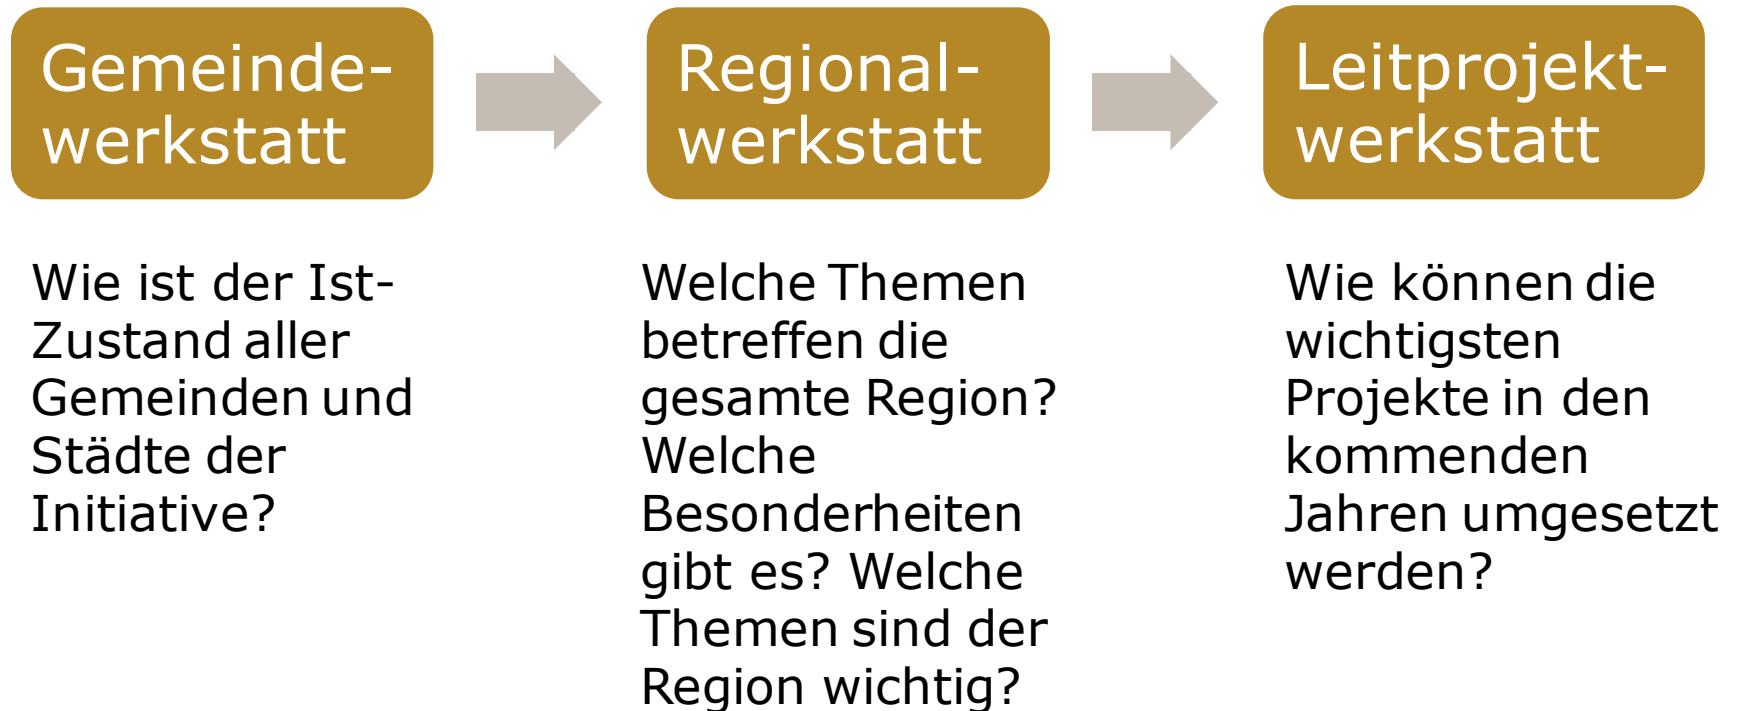 Gemeinde-
werkstatt
Regional-
werkstatt
Leitprojekt-
werkstatt
Wie ist der Ist-
Zustand aller
Gemeinden und
Städte der
Initiative?
Welche Themen
betreffen die
gesamte Region?
Welche
Besonderheiten
gibt es? Welche
Themen sind der
Region wichtig?
Wie können die
wichtigsten
Projekte in den
kommenden
Jahren umgesetzt
werden?